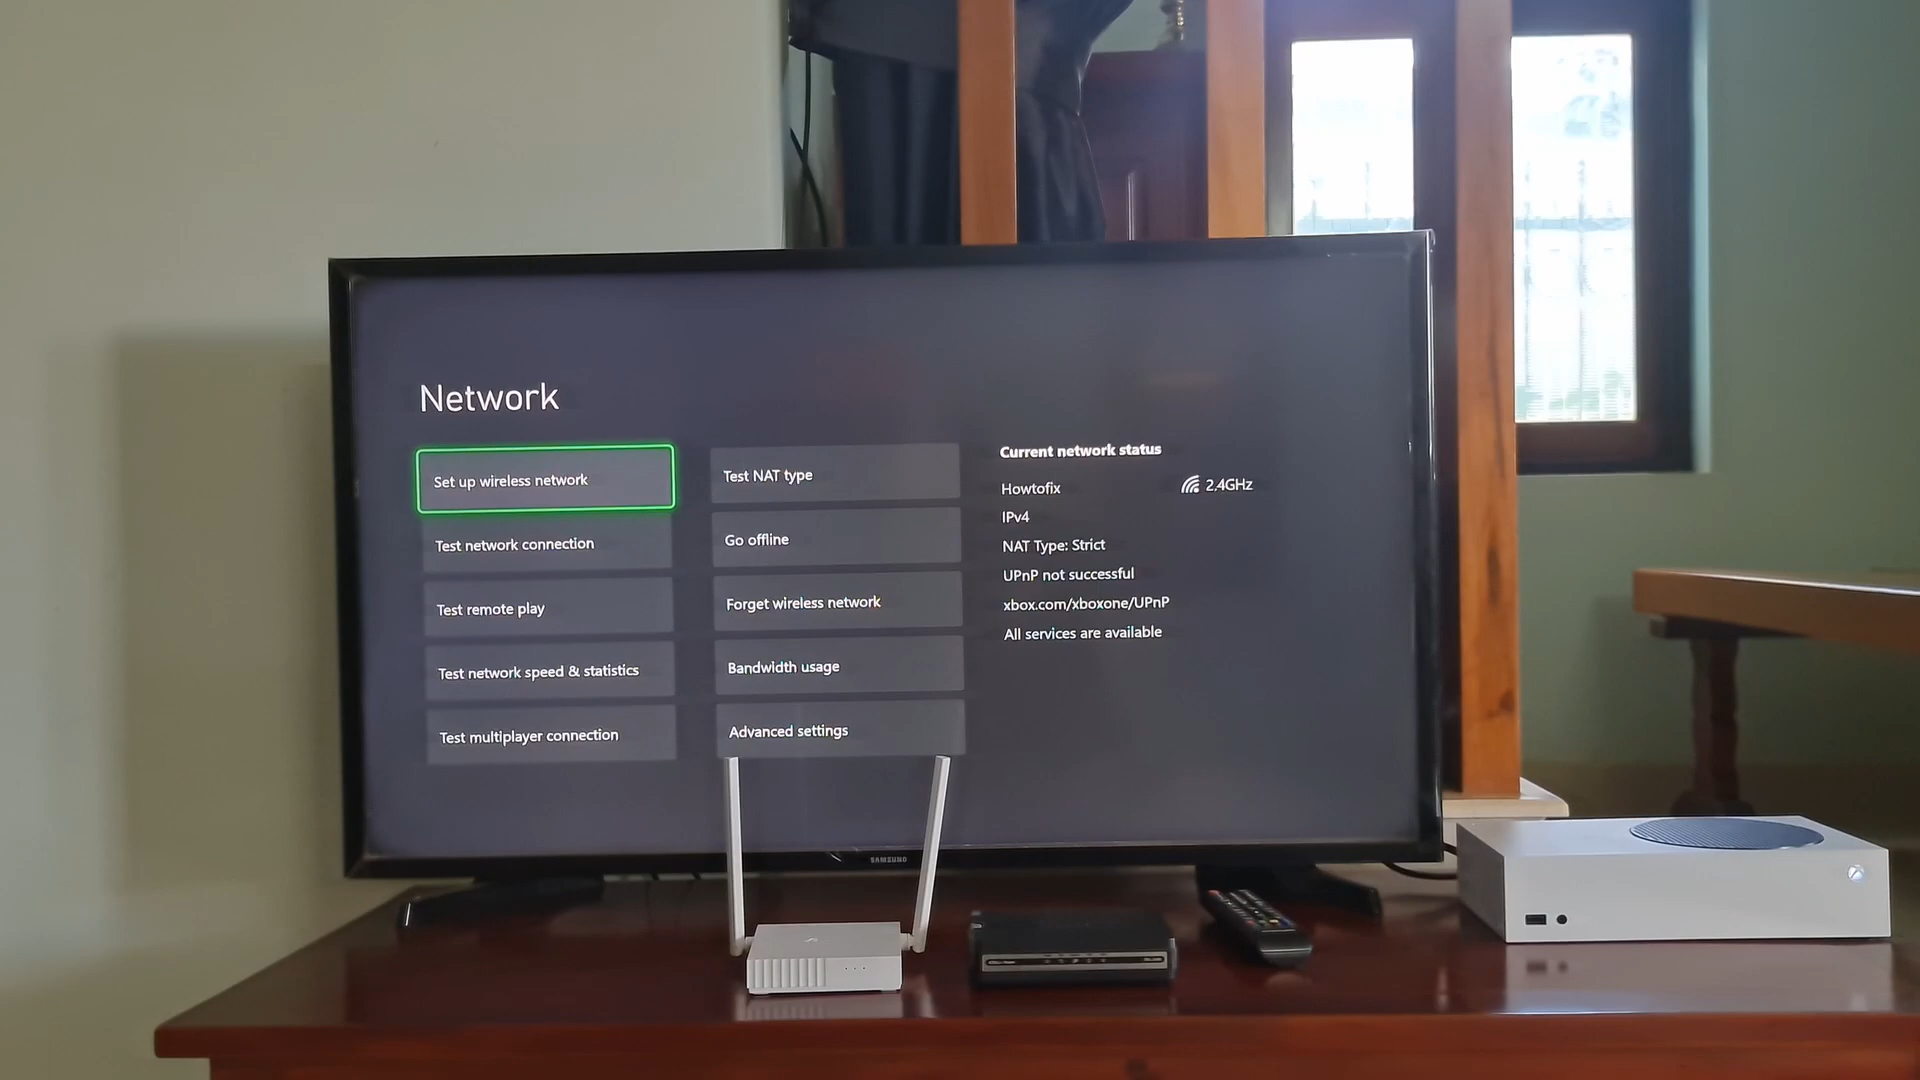 Network
Set up wireless network
Test network connection
Test remote play
Test network speed & statistics
Test multiplayer connection
Test NAT type
Go offline
Forget wireless network
Bandwidth usage
Advanced settings
Current network status
Howtofix 2.4GHz
IPv4
NAT Type: Strict
UPnP not successful
xbox.com/xboxone/UPnP
All services are available
SAMSUNG